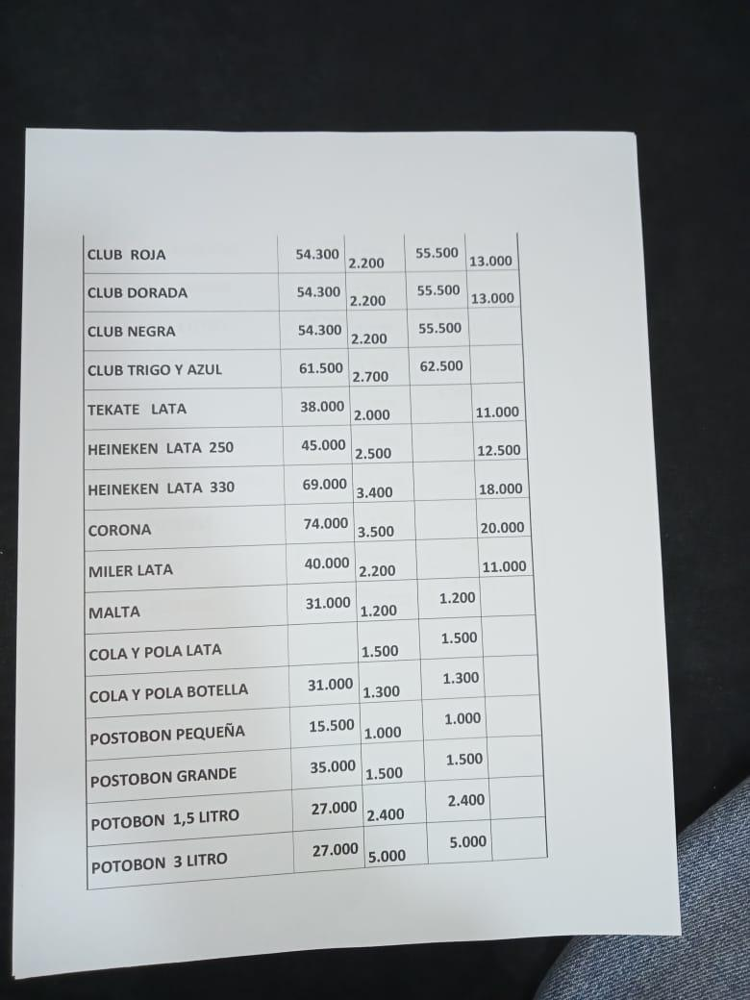 CLUB ROJA 54.300 2.200 55.500 13.000
CLUB DORADA 54.300 2.200 55.500 13.000
CLUB NEGRA 54.300 2.200 55.500
CLUB TRIGO Y AZUL 61.500 2.700 62.500
TEKATE LATA 38.000 2.000 11.000
HEINEKEN LATA 250 45.000 2.500 12.500
HEINEKEN LATA 330 69.000 3.400 18.000
CORONA 74.000 3.500 20.000
MILER LATA 40.000 2.200 11.000
MALTA 31.000 1.200 1.200
COLA Y POLA LATA 1.500 1.500
COLA Y POLA BOTELLA 31.000 1.300 1.300
POSTOBON PEQUEÑA 15.500 1.000 1.000
POSTOBON GRANDE 35.000 1.500 1.500
POTOBON 1,5 LITRO 27.000 2.400 2.400
POTOBON 3 LITRO 27.000 5.000 5.000